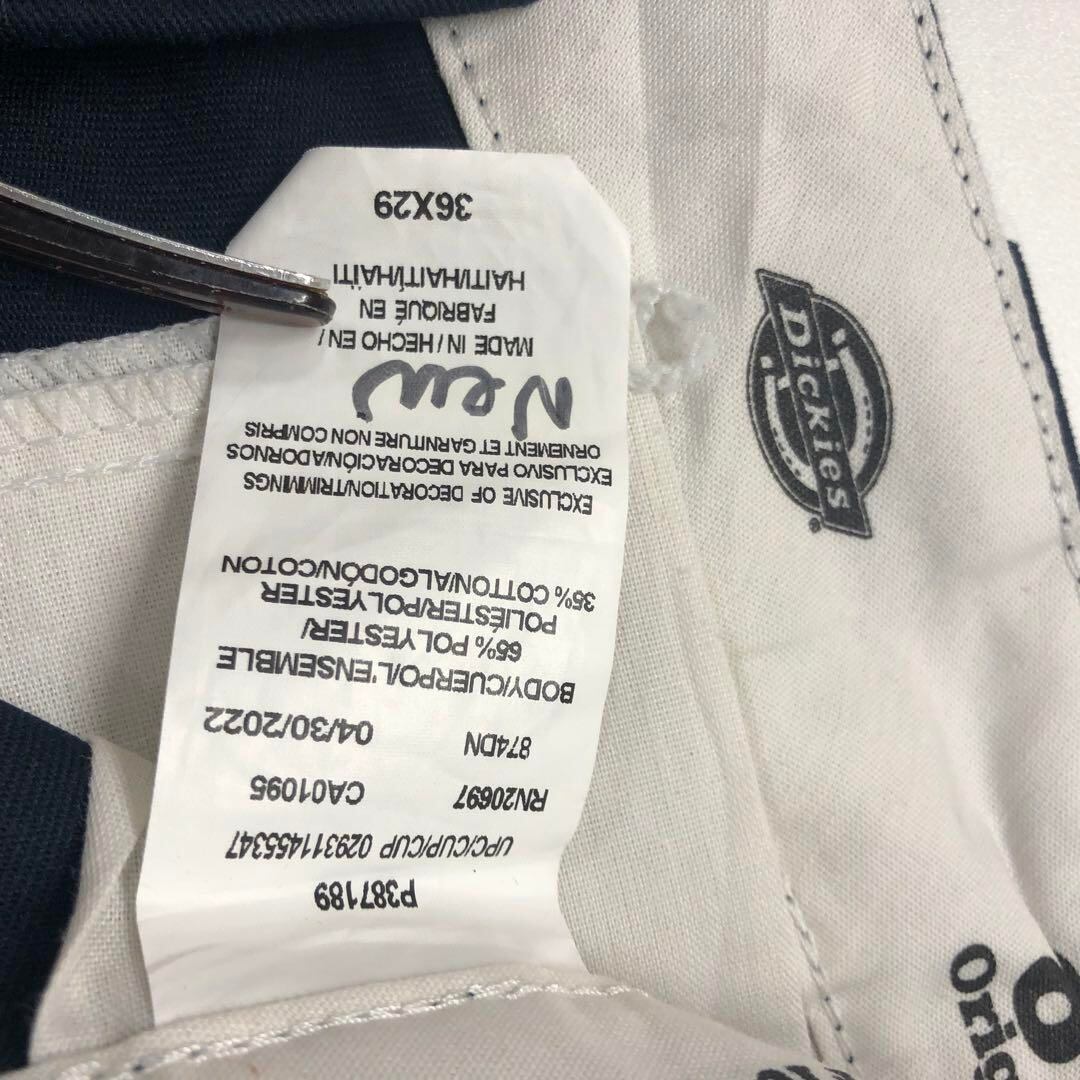 P387189
UPC/CUP/CUP 029311455347
RN20697 CA01095
874DN 04/30/2022
BODY/CUERPO/L'ENSEMBLE
65% POLYESTER/
POLIÉSTER/POLYESTER
35% COTTON/ALGODÓN/COTON
EXCLUSIVE OF DECORATION/TRIMMINGS
EXCLUSIVO PARA DECORACIÓN/ADORNOS
ORNEMENT ET GARNITURE NON COMPRIS
New
MADE IN / HECHO EN /
FABRIQUÉ EN
HAITI/HAITÍ/HAÏTI
36X29
Dickies®